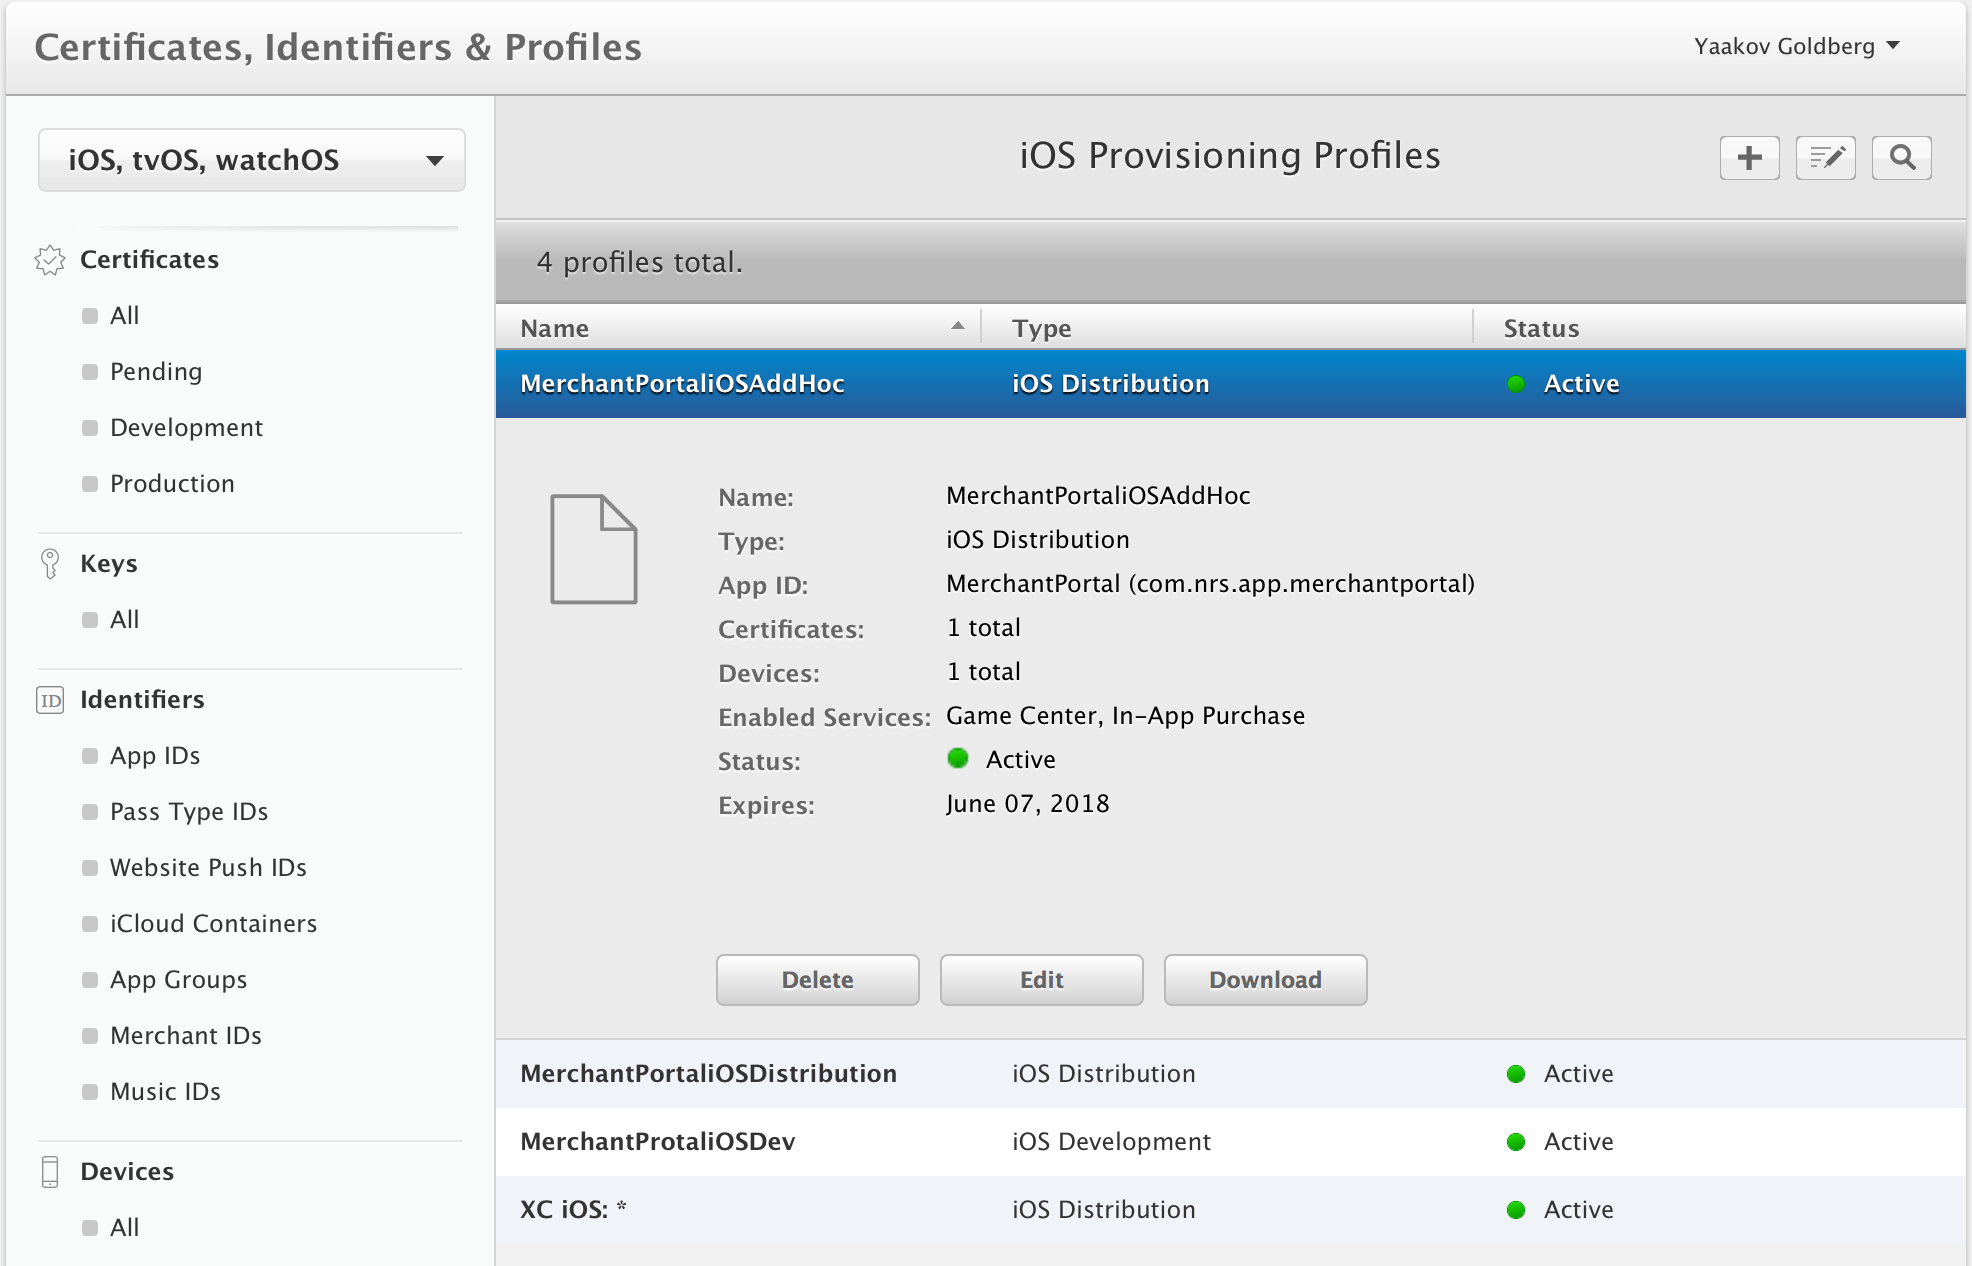 Certificates, Identifiers & Profiles
Yaakov Goldberg
iOS, tvOS, watchOS
Certificates
All
Pending
Development
Production
Keys
All
ID Identifiers
App IDs
Pass Type IDs
Website Push IDs
iCloud Containers
App Groups
Merchant IDs
Music IDs
Devices
All
iOS Provisioning Profiles
4 profiles total.
Name Type Status
MerchantPortaliOSAddHoc iOS Distribution Active
Name: MerchantPortaliOSAddHoc
Type: iOS Distribution
App ID: MerchantPortal (com.nrs.app.merchantportal)
Certificates: 1 total
Devices: 1 total
Enabled Services: Game Center, In-App Purchase
Status: Active
Expires: June 07, 2018
Delete Edit Download
MerchantPortaliOSDistribution iOS Distribution Active
MerchantProtaliOSDev iOS Development Active
XC iOS: * iOS Distribution Active